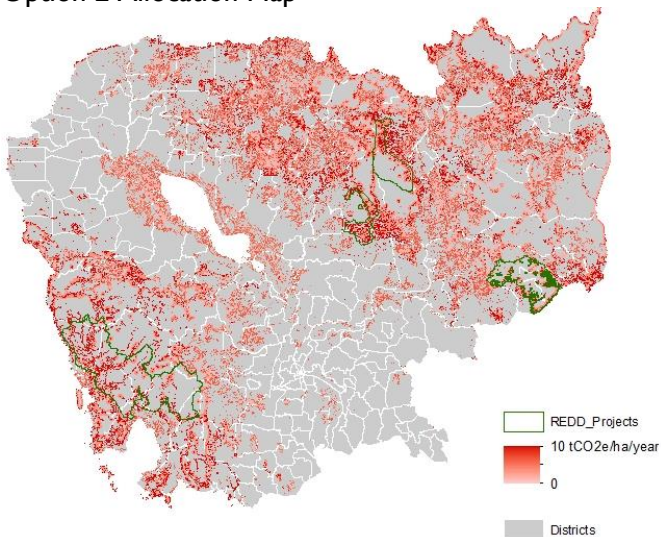 Option 2 Allocation Map
REDD_Projects
10 tCO2e/ha/year
0
Districts